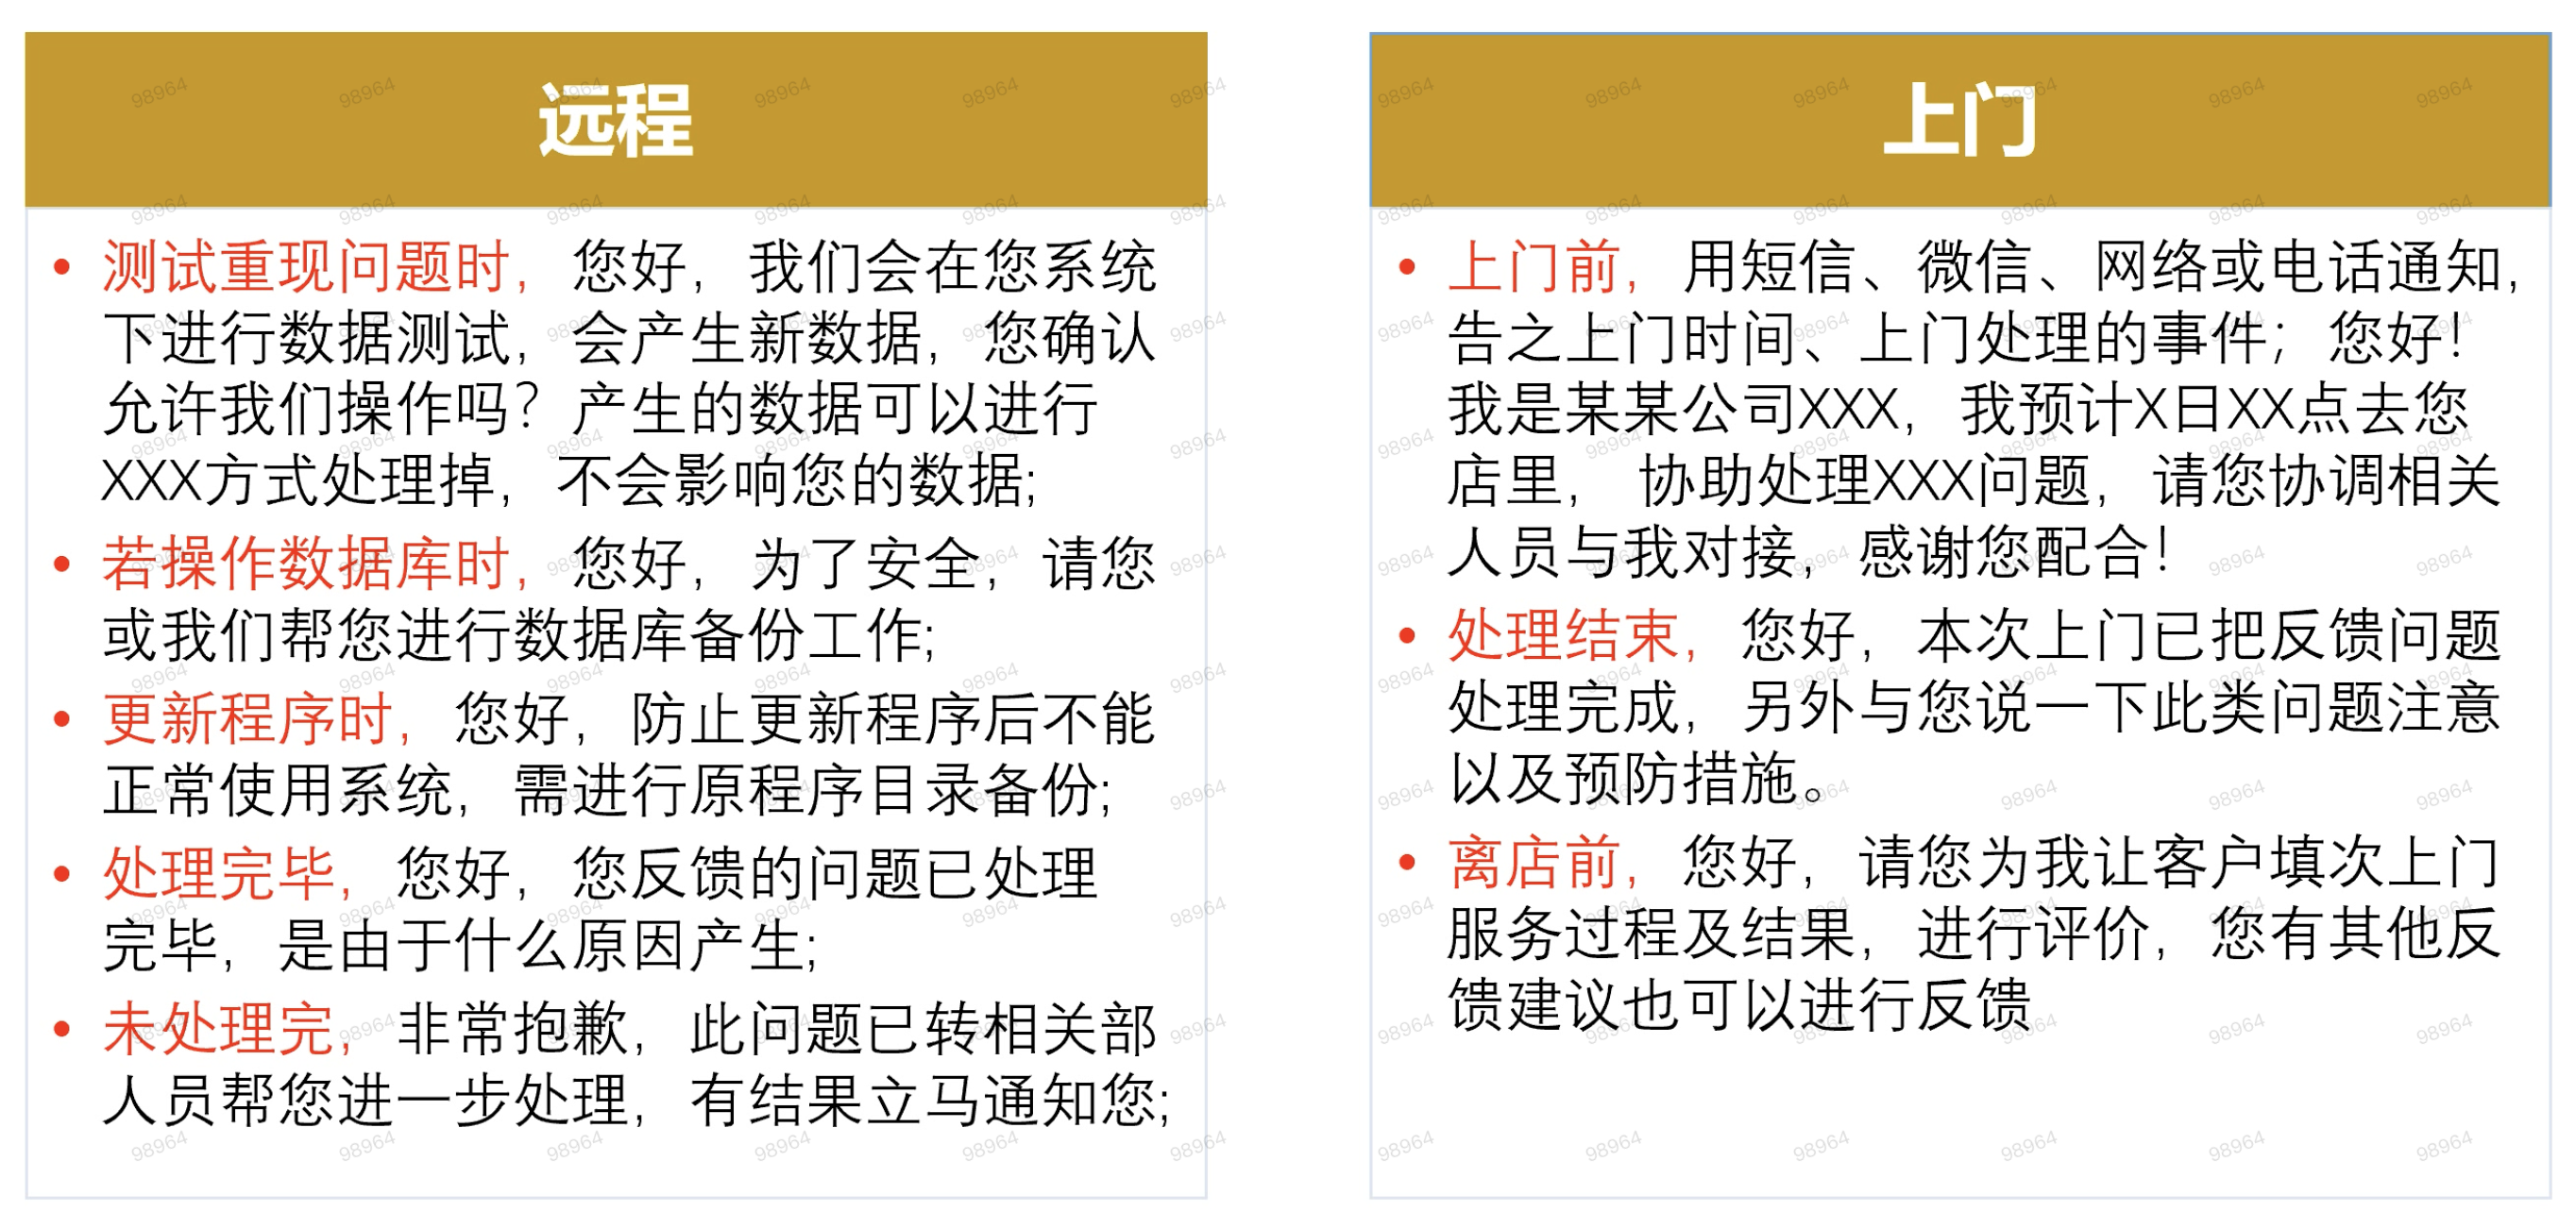 远程
• 测试重现问题时，您好，我们会在您系统
下进行数据测试，会产生新数据，您确认
允许我们操作吗？产生的数据可以进行
XXX方式处理掉，不会影响您的数据;
• 若操作数据库时，您好，为了安全，请您
或我们帮您进行数据库备份工作;
• 更新程序时，您好，防止更新程序后不能
正常使用系统，需进行原程序目录备份;
• 处理完毕，您好，您反馈的问题已处理
完毕，是由于什么原因产生;
• 未处理完，非常抱歉，此问题已转相关部
人员帮您进一步处理，有结果立马通知您;
上门
• 上门前，用短信、微信、网络或电话通知，
告之上门时间、上门处理的事件；您好！
我是某某公司XXX，我预计X日XX点去您
店里， 协助处理XXX问题，请您协调相关
人员与我对接，感谢您配合！
• 处理结束，您好，本次上门已把反馈问题
处理完成，另外与您说一下此类问题注意
以及预防措施。
• 离店前，您好，请您为我让客户填次上门
服务过程及结果，进行评价，您有其他反
馈建议也可以进行反馈
98964